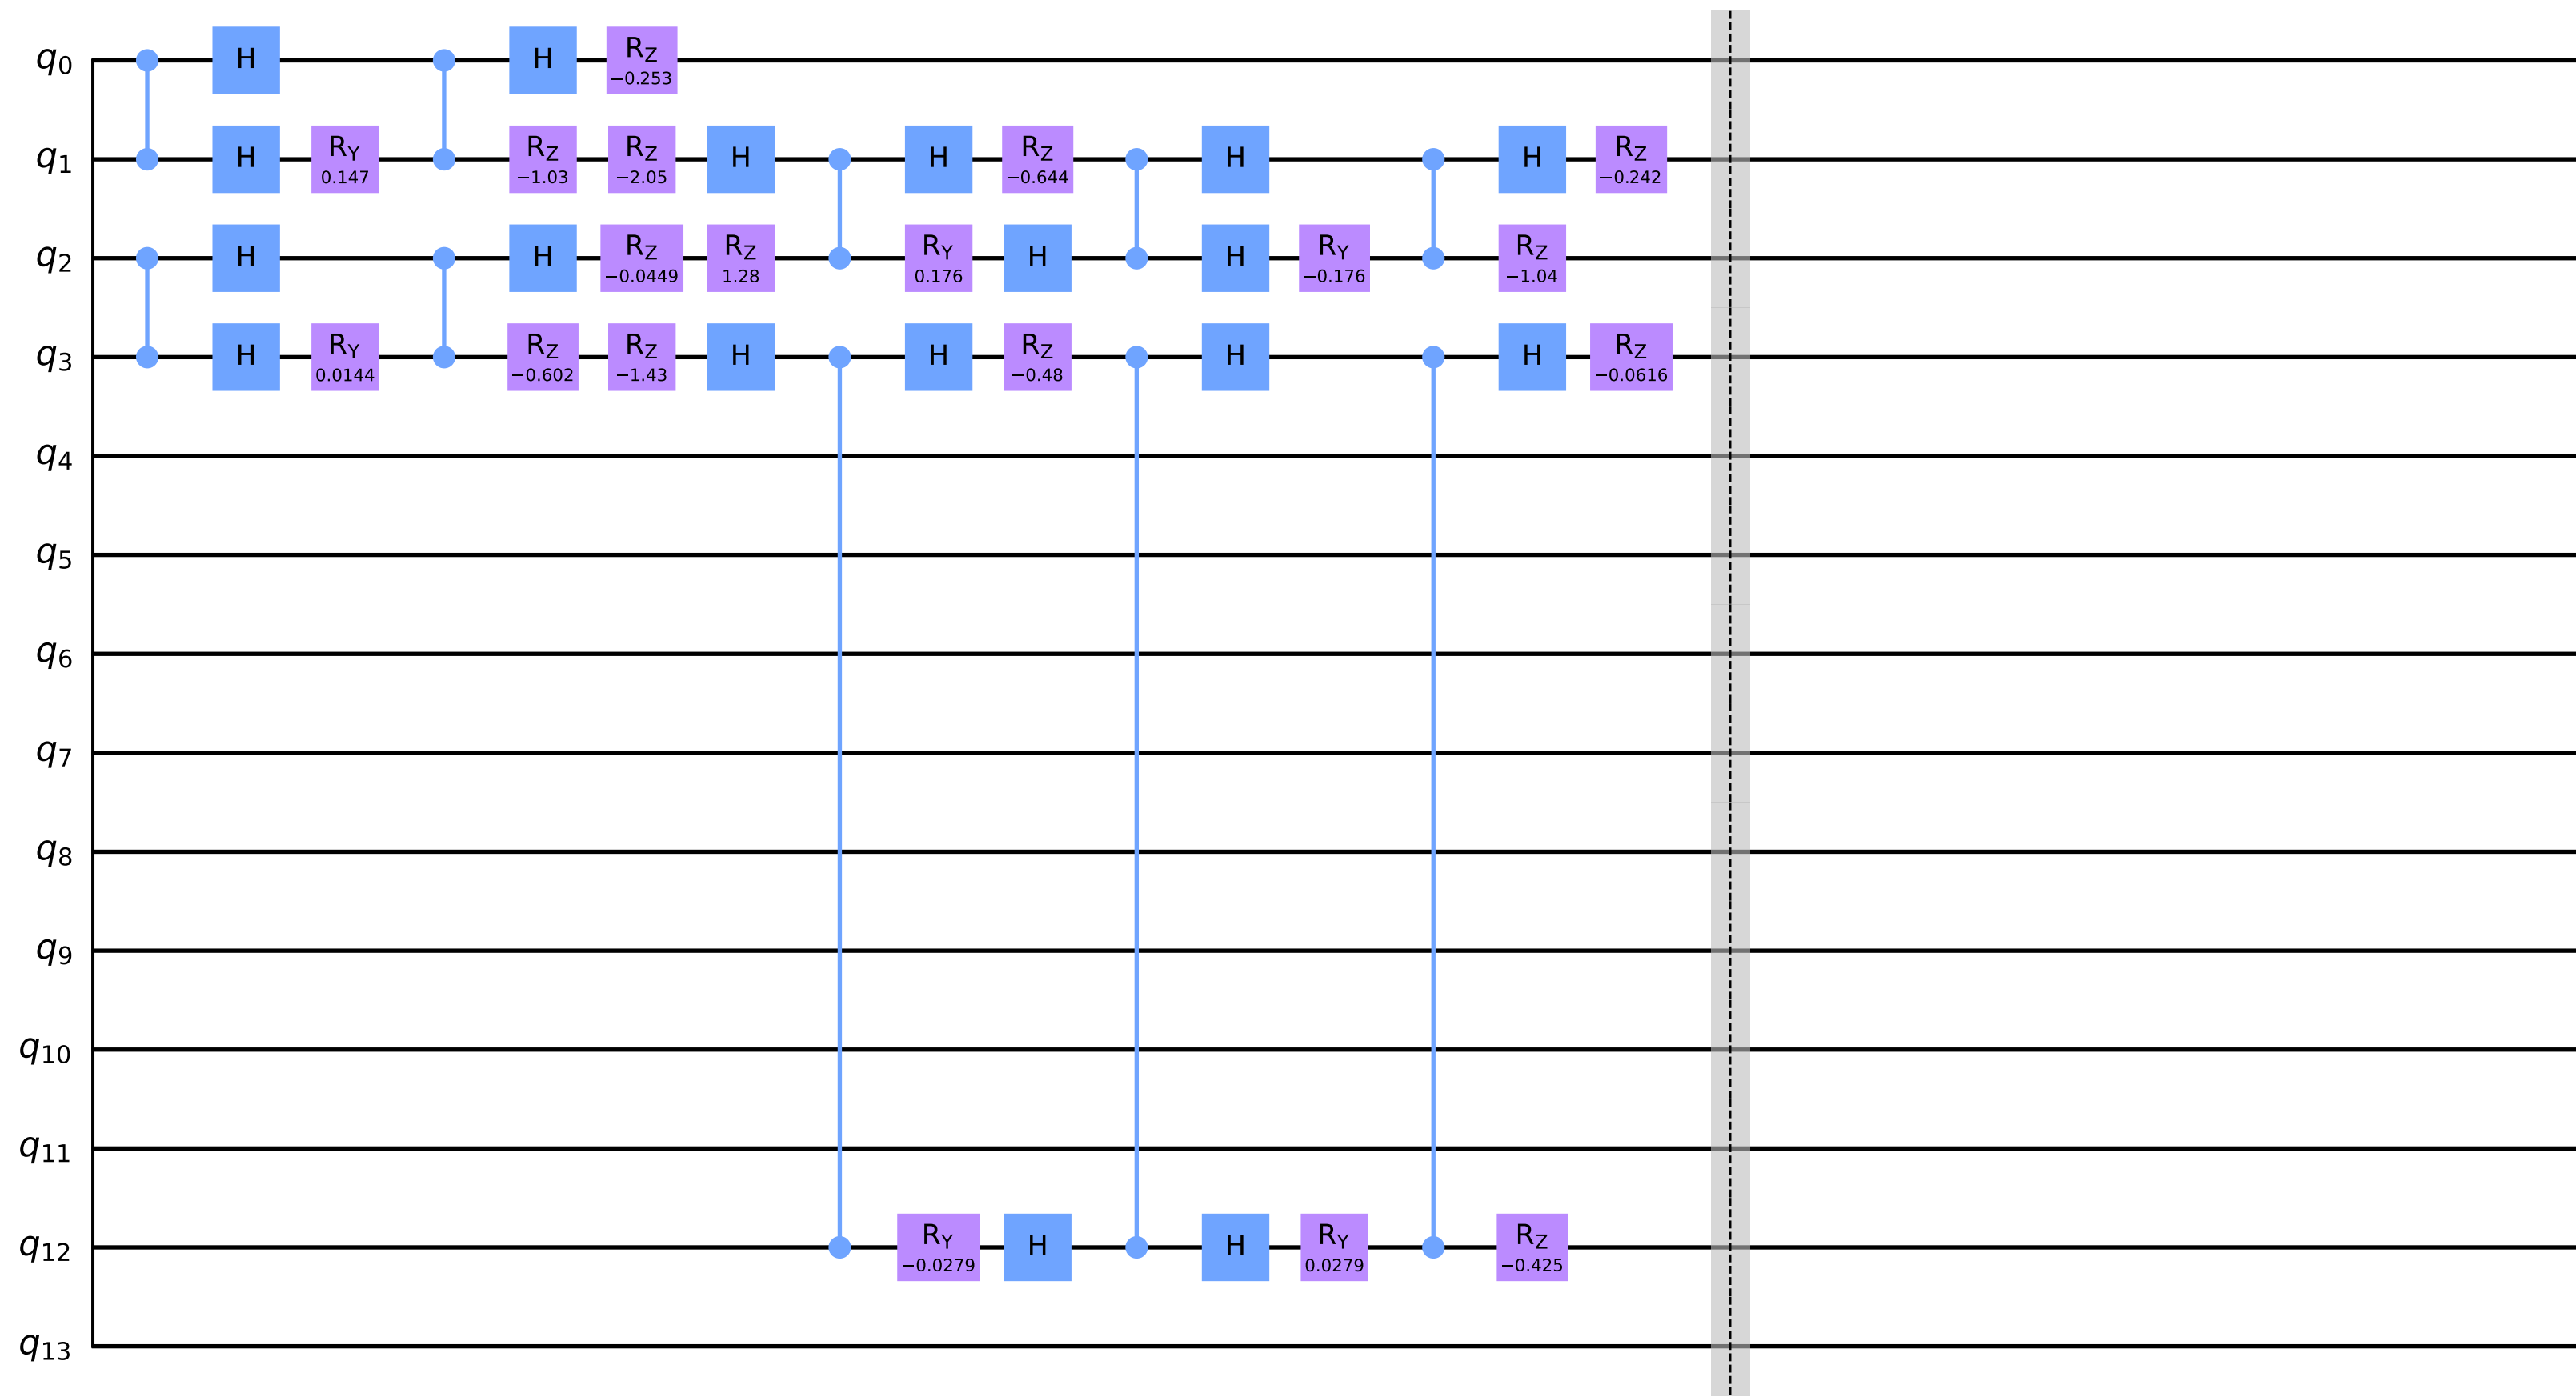 q0 H H RZ −0.253
q1 H RY 0.147 RZ −1.03 RZ −2.05 H H RZ −0.644 H H RZ −0.242
q2 H H RZ −0.0449 RZ 1.28 RY 0.176 H H RY −0.176 RZ −1.04
q3 H RY 0.0144 RZ −0.602 RZ −1.43 H H RZ −0.48 H H RZ −0.0616
q4
q5
q6
q7
q8
q9
q10
q11
q12 RY −0.0279 H H RY 0.0279 RZ −0.425
q13